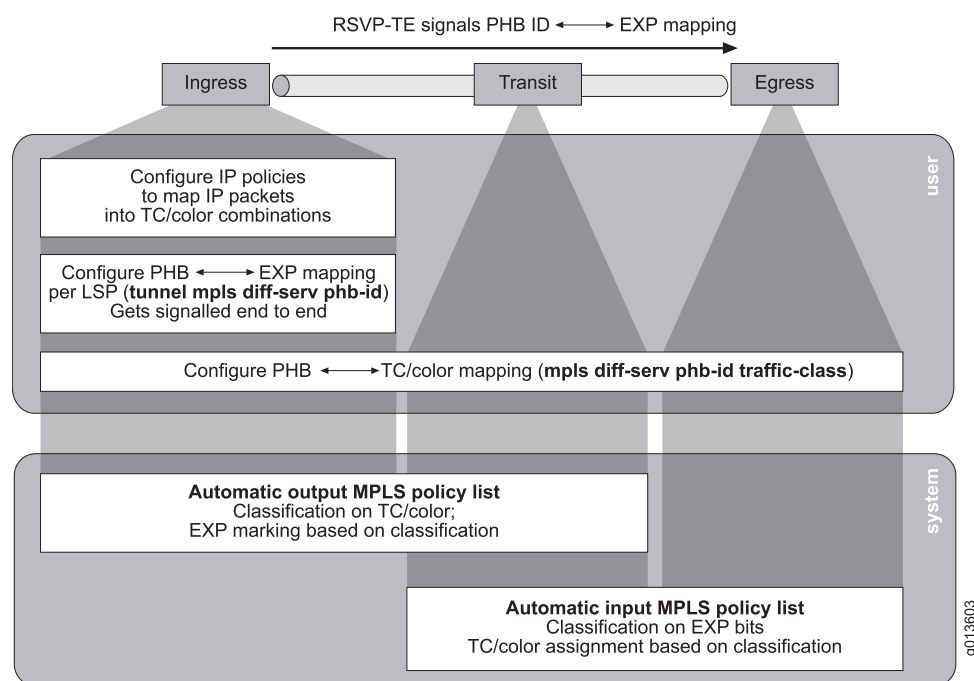 RSVP-TE signals PHB ID ←→ EXP mapping
Ingress
Transit
Egress
user
Configure IP policies
to map IP packets
into TC/color combinations
Configure PHB ←→ EXP mapping
per LSP (tunnel mpls diff-serv phb-id)
Gets signalled end to end
Configure PHB ←→ TC/color mapping (mpls diff-serv phb-id traffic-class)
system
Automatic output MPLS policy list
Classification on TC/color;
EXP marking based on classification
Automatic input MPLS policy list
Classification on EXP bits
TC/color assignment based on classification
g013603